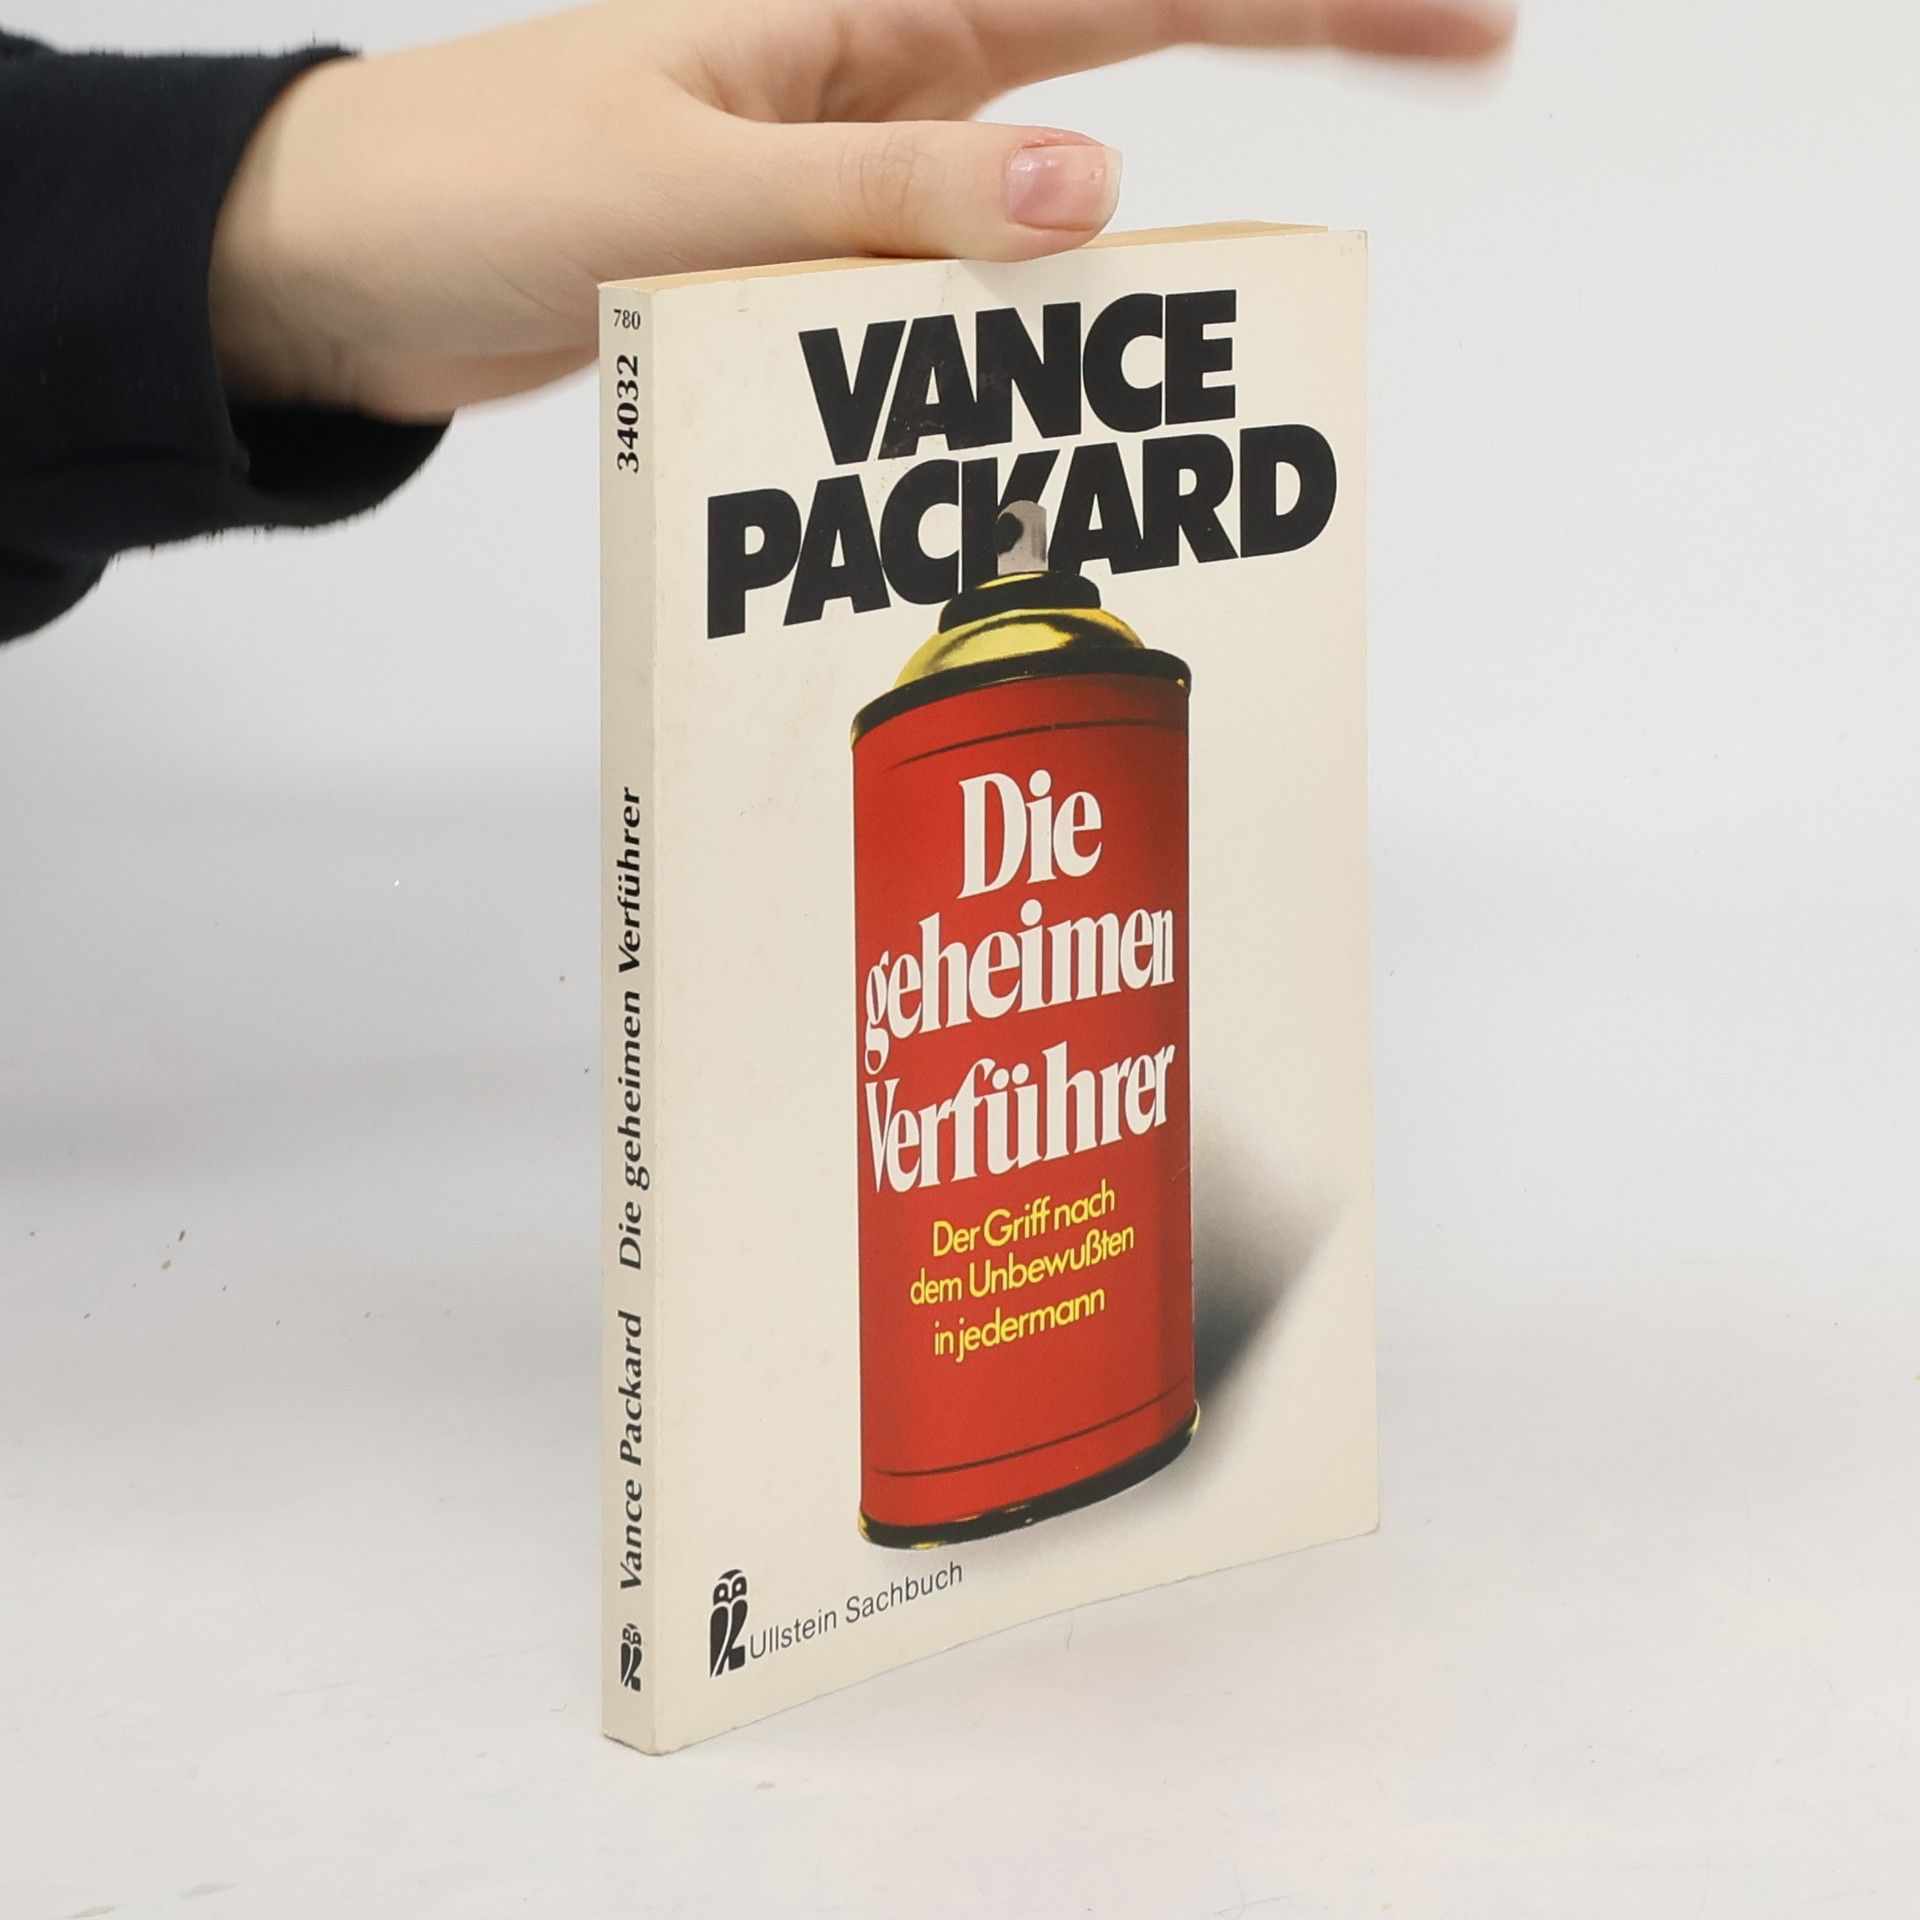 VANCE
PACKARD
Die
geheimen
Verführer
Der Griff nach
dem Unbewußten
in jedermann
Ullstein Sachbuch
Vance Packard Die geheimen Verführer 34032
780